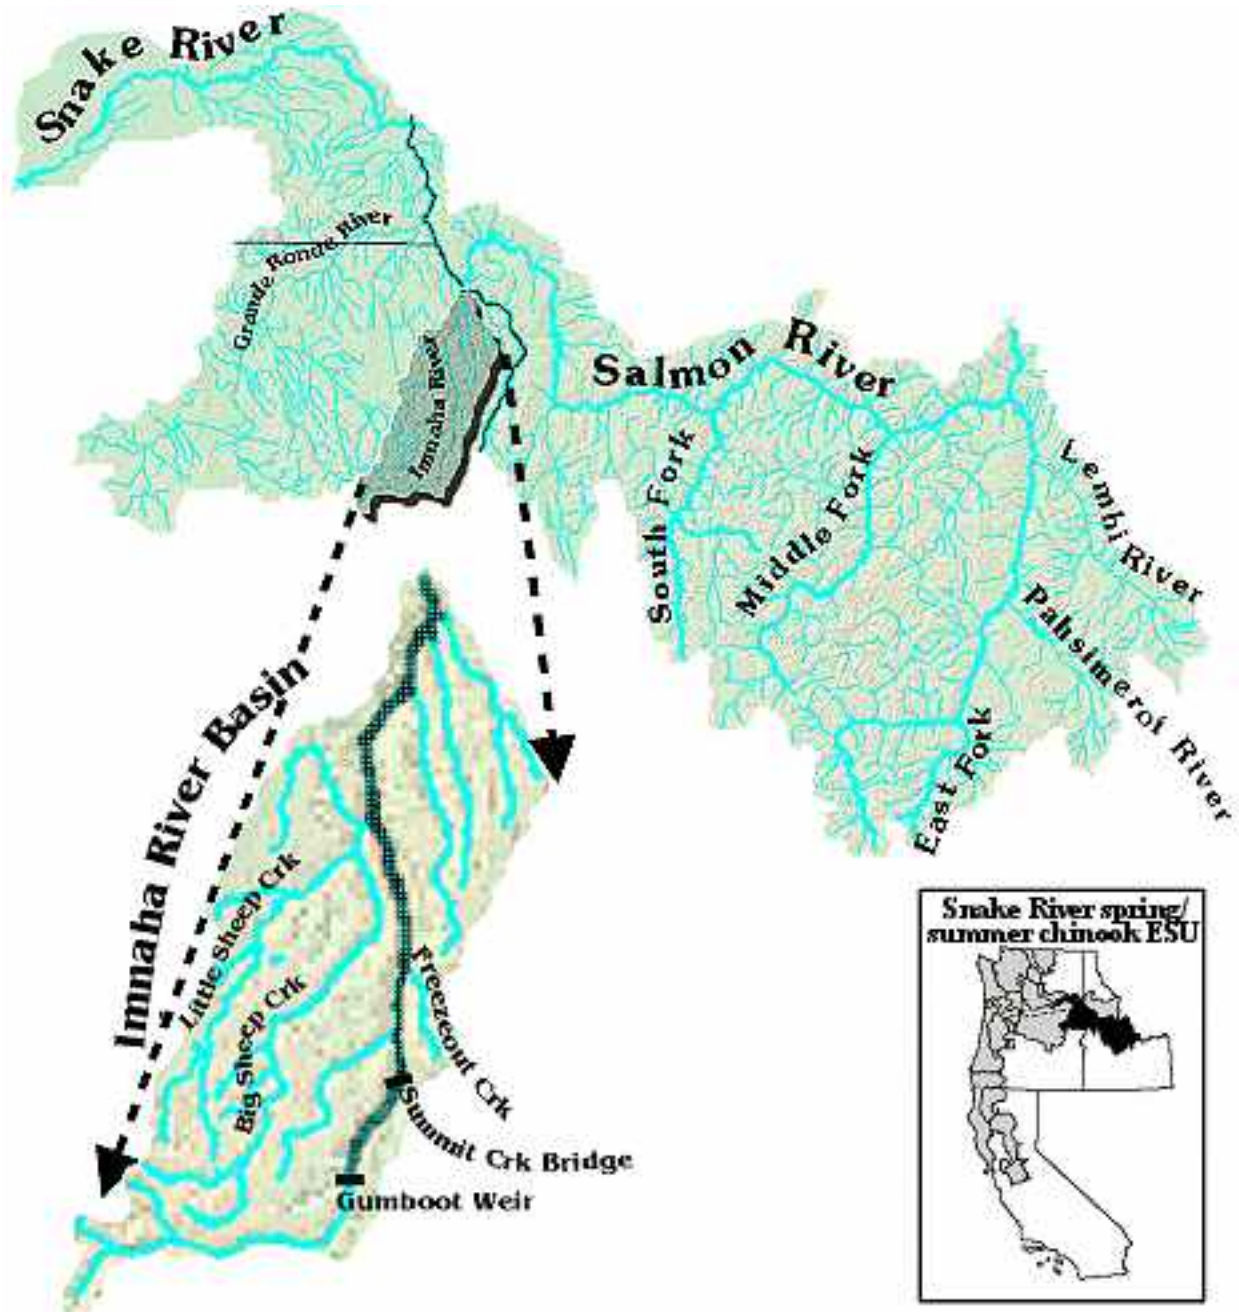 Snake River
Grande Ronde River
Imnaha River
Salmon River
South Fork
Middle Fork
Lemhi River
Pahsimeroi River
East Fork
Imnaha River Basin
Little Sheep Crk
Big Sheep Crk
Freezeout Crk
Summit Crk Bridge
Gumboot Weir
Snake River spring/
summer chinook ESU